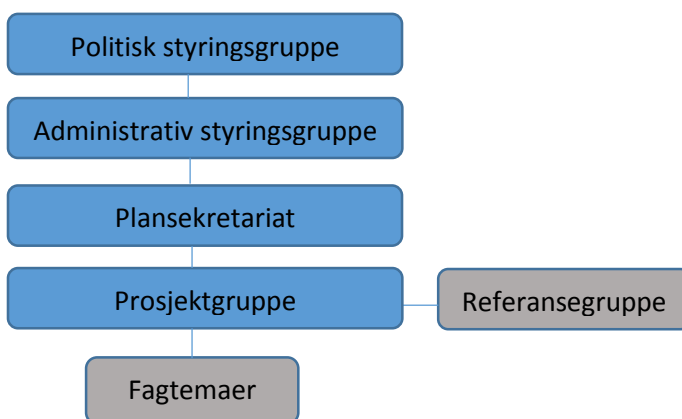 Politisk styringsgruppe
Administrativ styringsgruppe
Plansekretariat
Prosjektgruppe
Referansegruppe
Fagtemaer